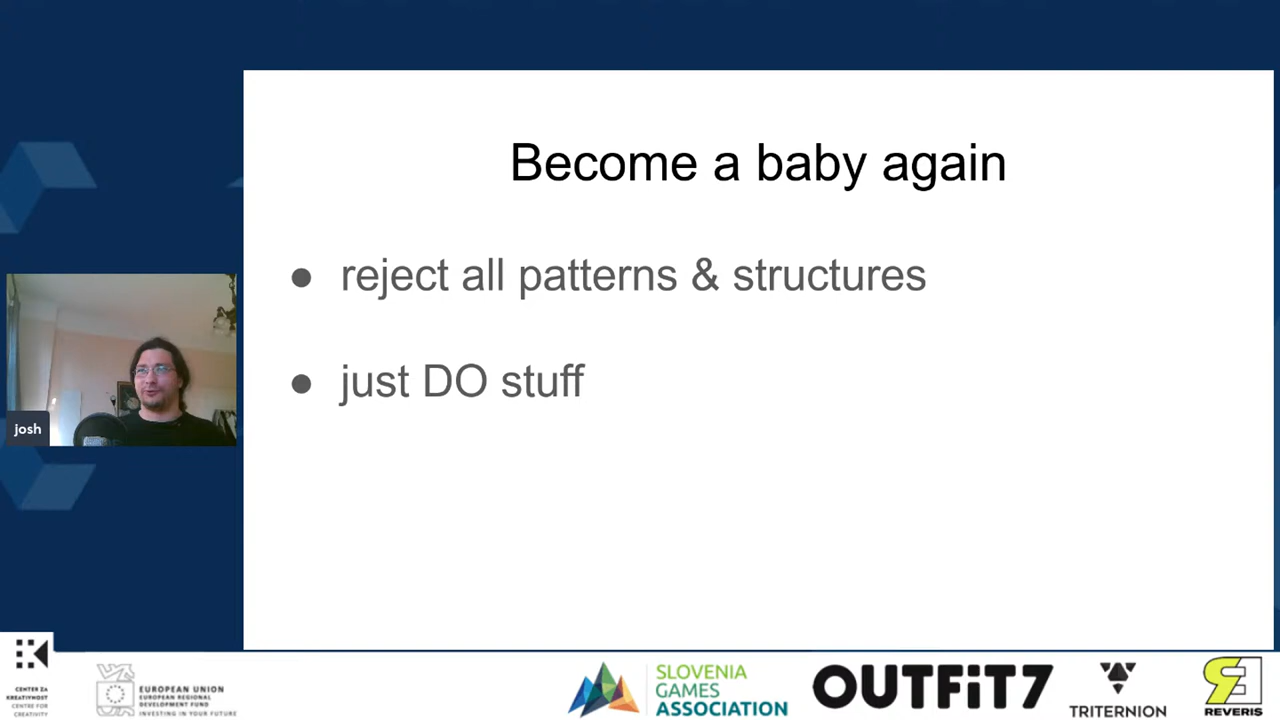 Become a baby again
● reject all patterns & structures
● just DO stuff
josh
CENTER ZA
KREATIVNOST
CENTRE FOR
CREATIVITY
EUROPEAN UNION
EUROPEAN REGIONAL
DEVELOPMENT FUND
INVESTING IN YOUR FUTURE
SLOVENIA
GAMES
ASSOCIATION
OUTFiT7
TRITERNION
REVERIS